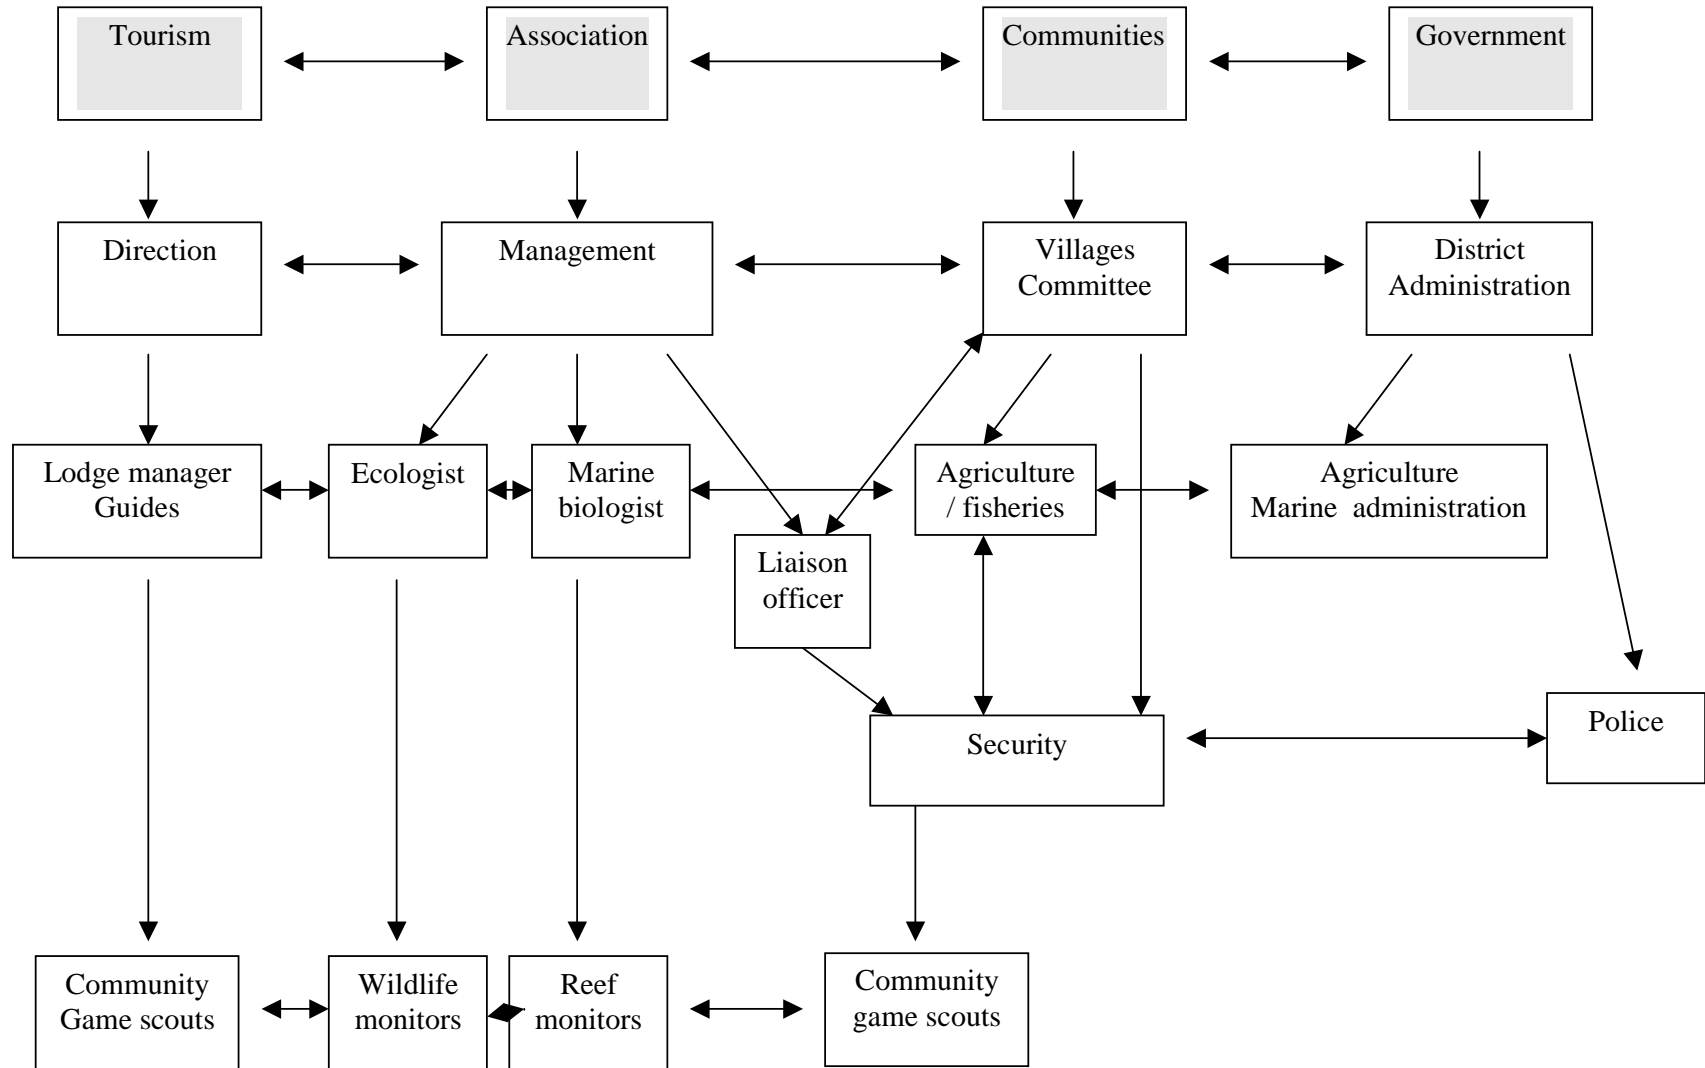 Tourism
Association
Communities
Government
Direction
Management
Villages
Committee
District
Administration
Lodge manager
Guides
Ecologist
Marine
biologist
Agriculture
/ fisheries
Agriculture
Marine administration
Liaison
officer
Security
Police
Community
Game scouts
Wildlife
monitors
Reef
monitors
Community
game scouts